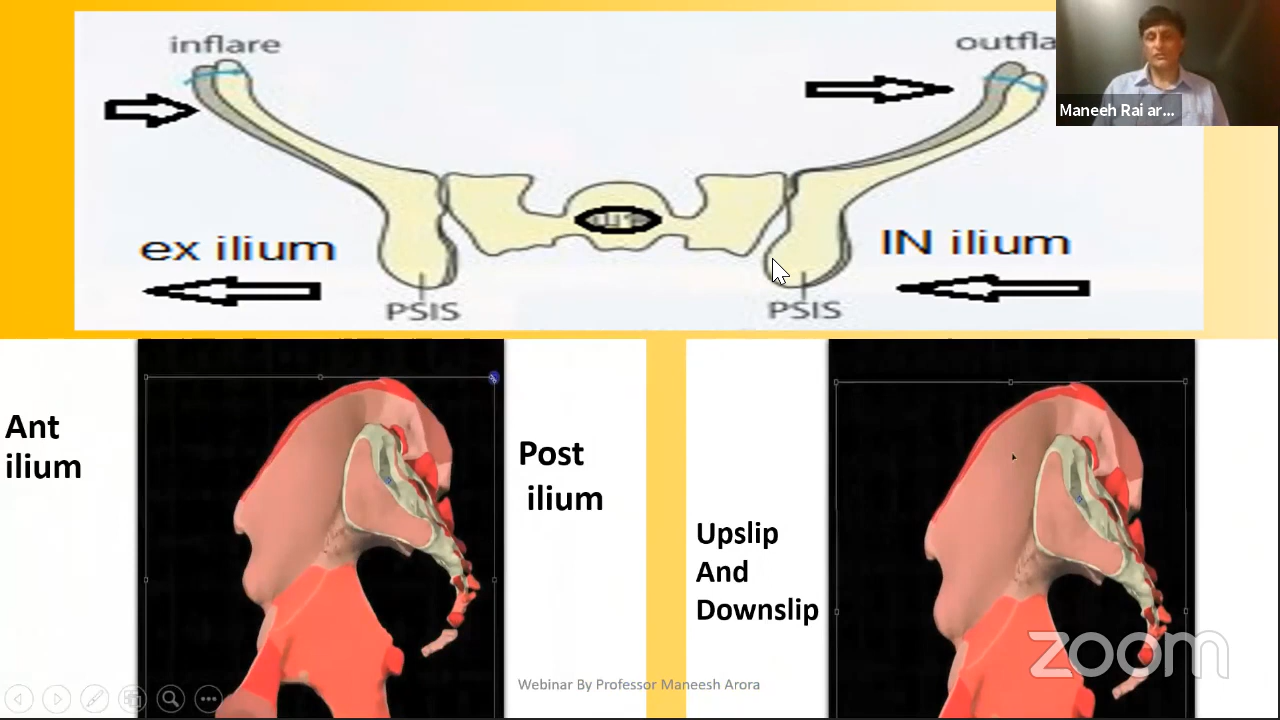 inflare
outfla
Maneeh Rai ar...
ex ilium
IN ilium
PSIS
PSIS
Ant
ilium
Post
ilium
Upslip
And
Downslip
zoom
Webinar By Professor Maneesh Arora